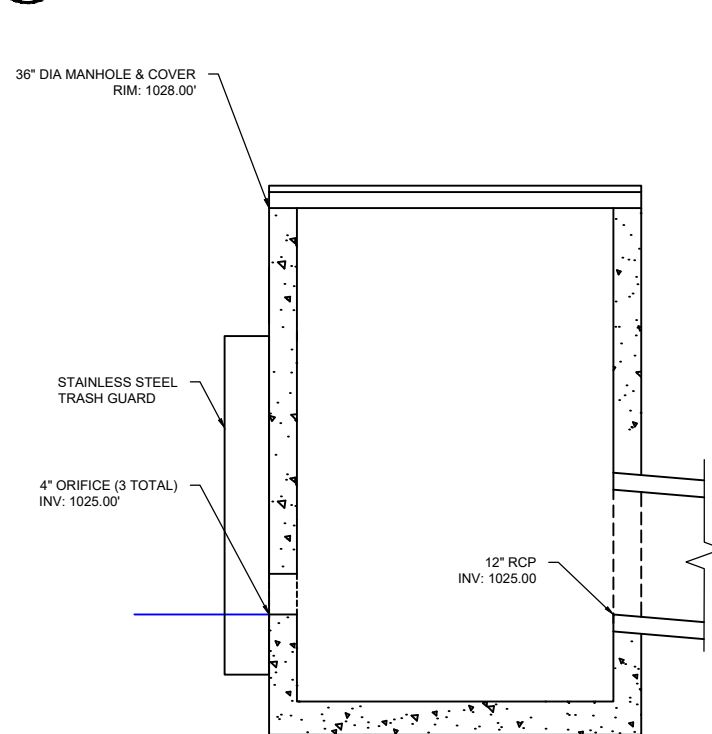 36" DIA MANHOLE & COVER
RIM: 1028.00'
STAINLESS STEEL
TRASH GUARD
4" ORIFICE (3 TOTAL)
INV: 1025.00'
12" RCP
INV: 1025.00